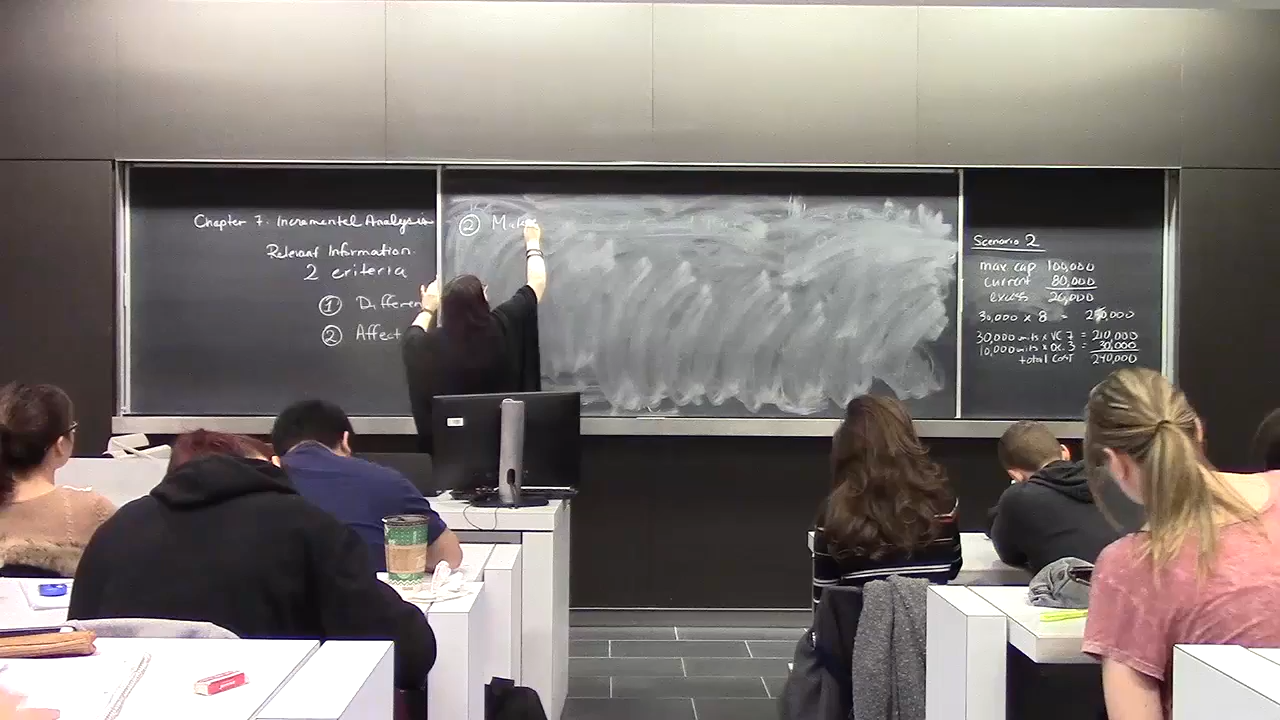 Chapter 7. Incremental Analysis
Relevant Information.
2 criteria
① Differen
② Affect
② Make
Scenario 2
max cap 100,000
current 80,000
excess 20,000
30,000 x 8 =
30,000 units x VC 7 = 210,000
10,000 units x OC. 3 = 30,000
total cost 240,000